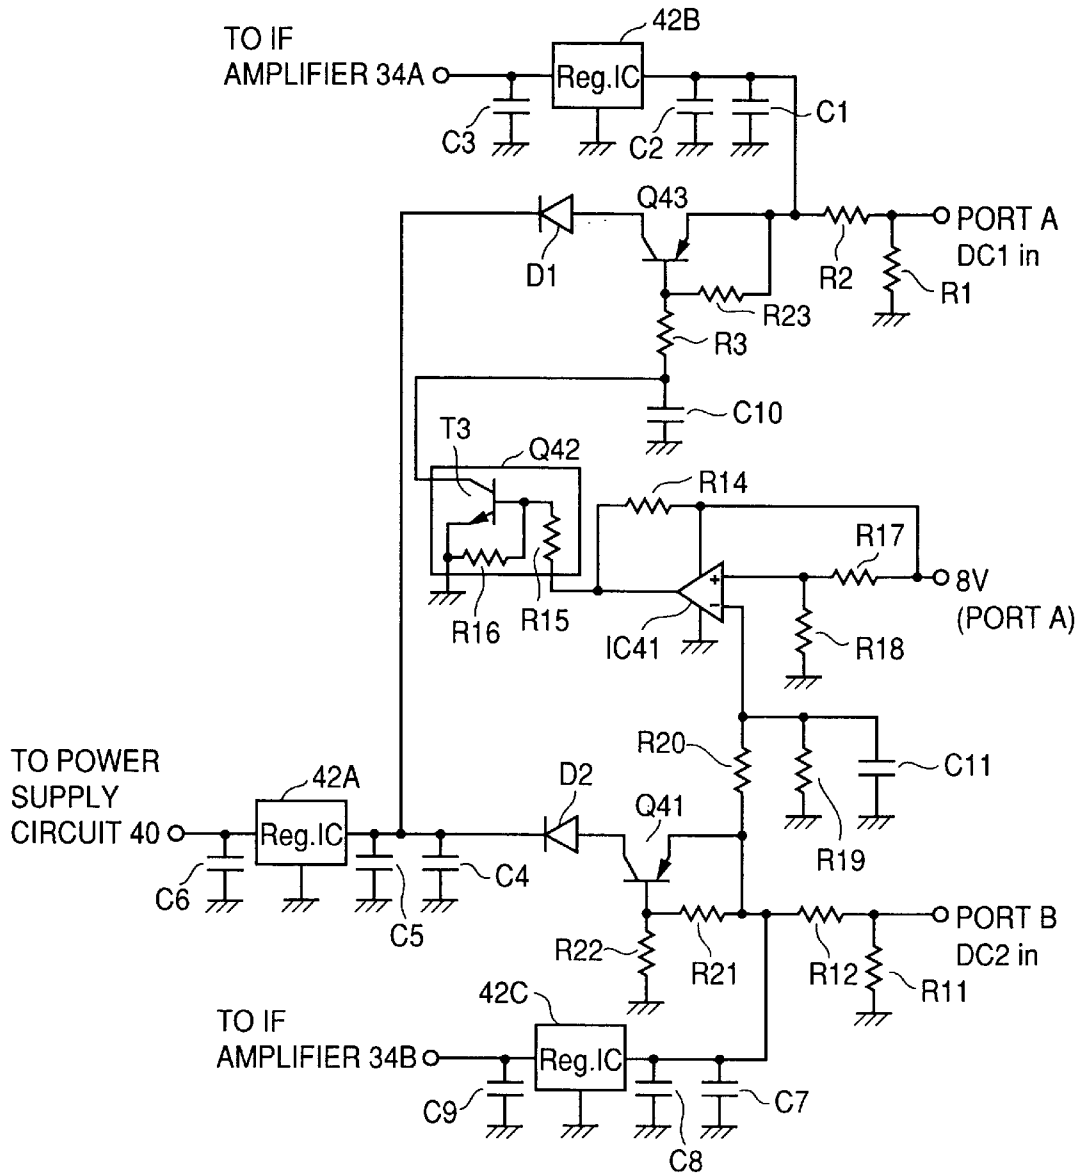 42B
TO IF
AMPLIFIER 34A
Reg.IC
C3
C2
C1
Q43
D1
R2
PORT A
DC1 in
R1
R23
R3
C10
T3
Q42
R14
R17
8V
(PORT A)
R16
R15
IC41
R18
R20
C11
TO POWER
SUPPLY
CIRCUIT 40
42A
Reg.IC
D2
Q41
R19
C6
C5
C4
R22
R21
R12
PORT B
DC2 in
R11
42C
TO IF
AMPLIFIER 34B
Reg.IC
C9
C8
C7